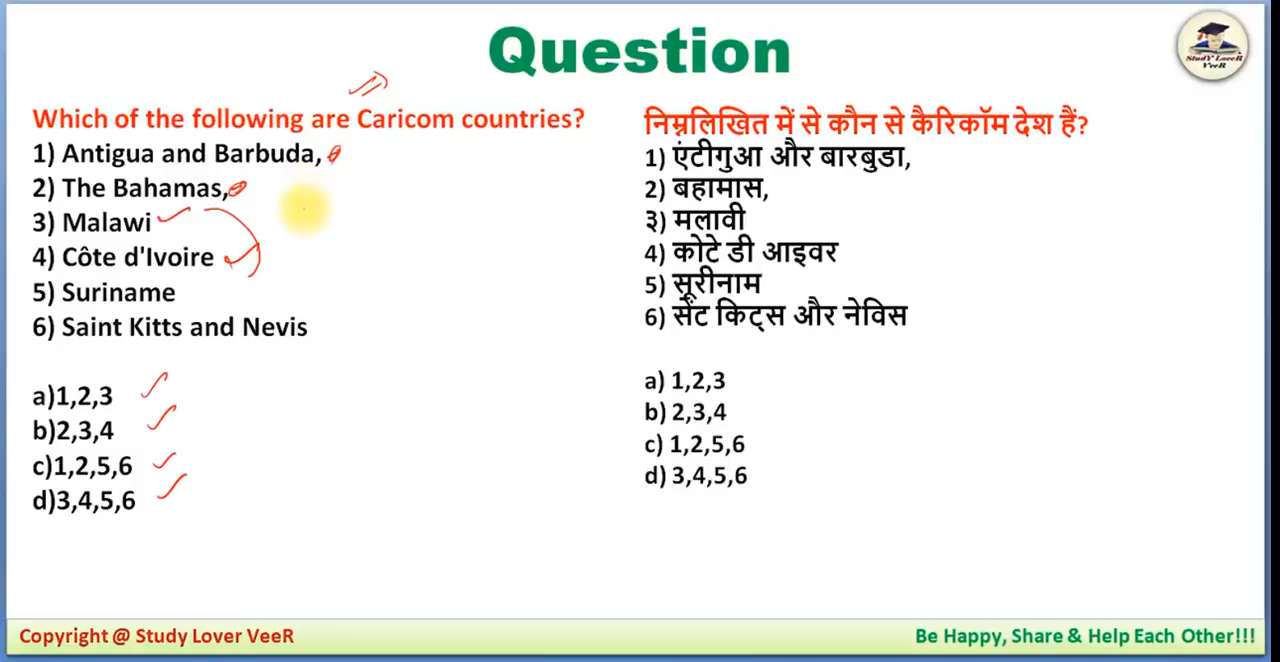 Question
StudY LoveR
VeeR
Which of the following are Caricom countries?
1) Antigua and Barbuda,
2) The Bahamas,
3) Malawi
4) Côte d'Ivoire
5) Suriname
6) Saint Kitts and Nevis
a)1,2,3
b)2,3,4
c)1,2,5,6
d)3,4,5,6
निम्नलिखित में से कौन से कैरिकॉम देश हैं?
1) एंटीगुआ और बारबुडा,
2) बहामास,
३) मलावी
4) कोटे डी आइवर
5) सूरीनाम
6) सेंट किट्स और नेविस
a) 1,2,3
b) 2,3,4
c) 1,2,5,6
d) 3,4,5,6
Copyright @ Study Lover VeeR
Be Happy, Share & Help Each Other!!!